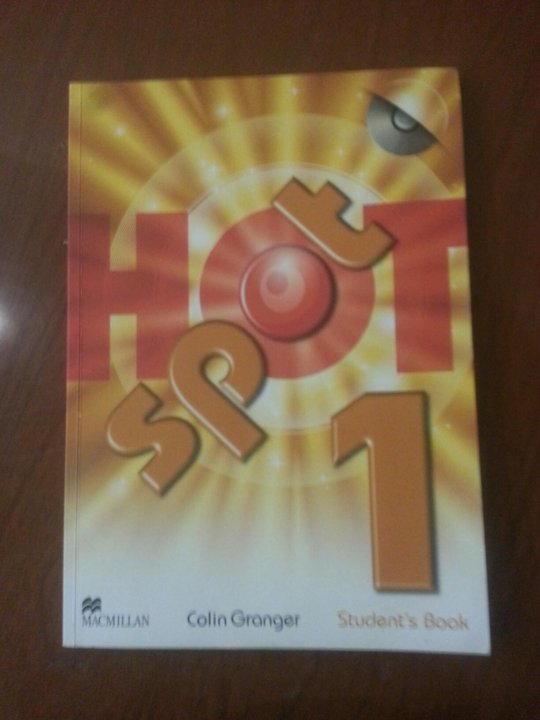 HOT
spot
1
MACMILLAN
Colin Granger
Student's Book